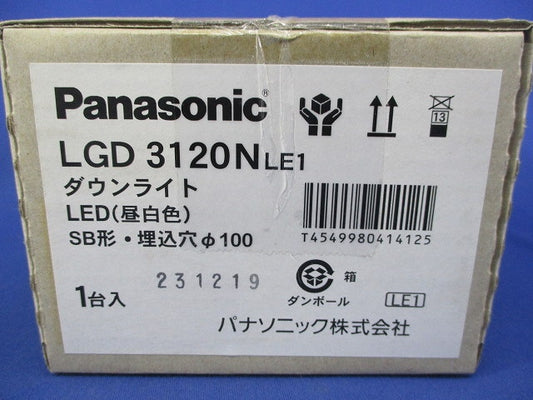 Panasonic®
13
LGD 3120N LE1
ダウンライト
LED(昼白色)
SB形・埋込穴φ100
T4549980414125
231219
箱
ダンボール
1台入
LE1
パナソニック株式会社